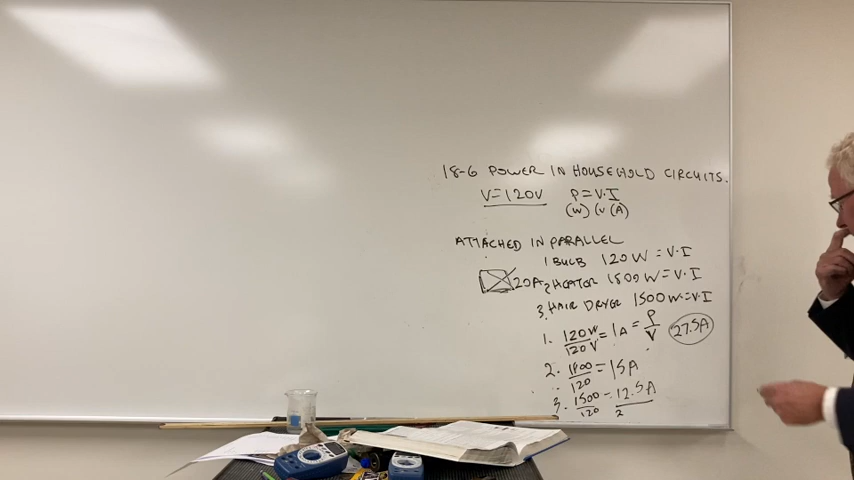 18-6 POWER IN HOUSEHOLD CIRCUITS.
V=120V P=V·I
(W) (V (A)
ATTACHED IN PARALLEL
1 BULB 120W = V·I
20A 2 HEATER 1800W = V·I
3. HAIR DRYER 1500W = V·I
1. 120W/120V = 1A = P/V 27.5A
2. 1800/120 = 15A
3. 1500/120 = 12.5A
2